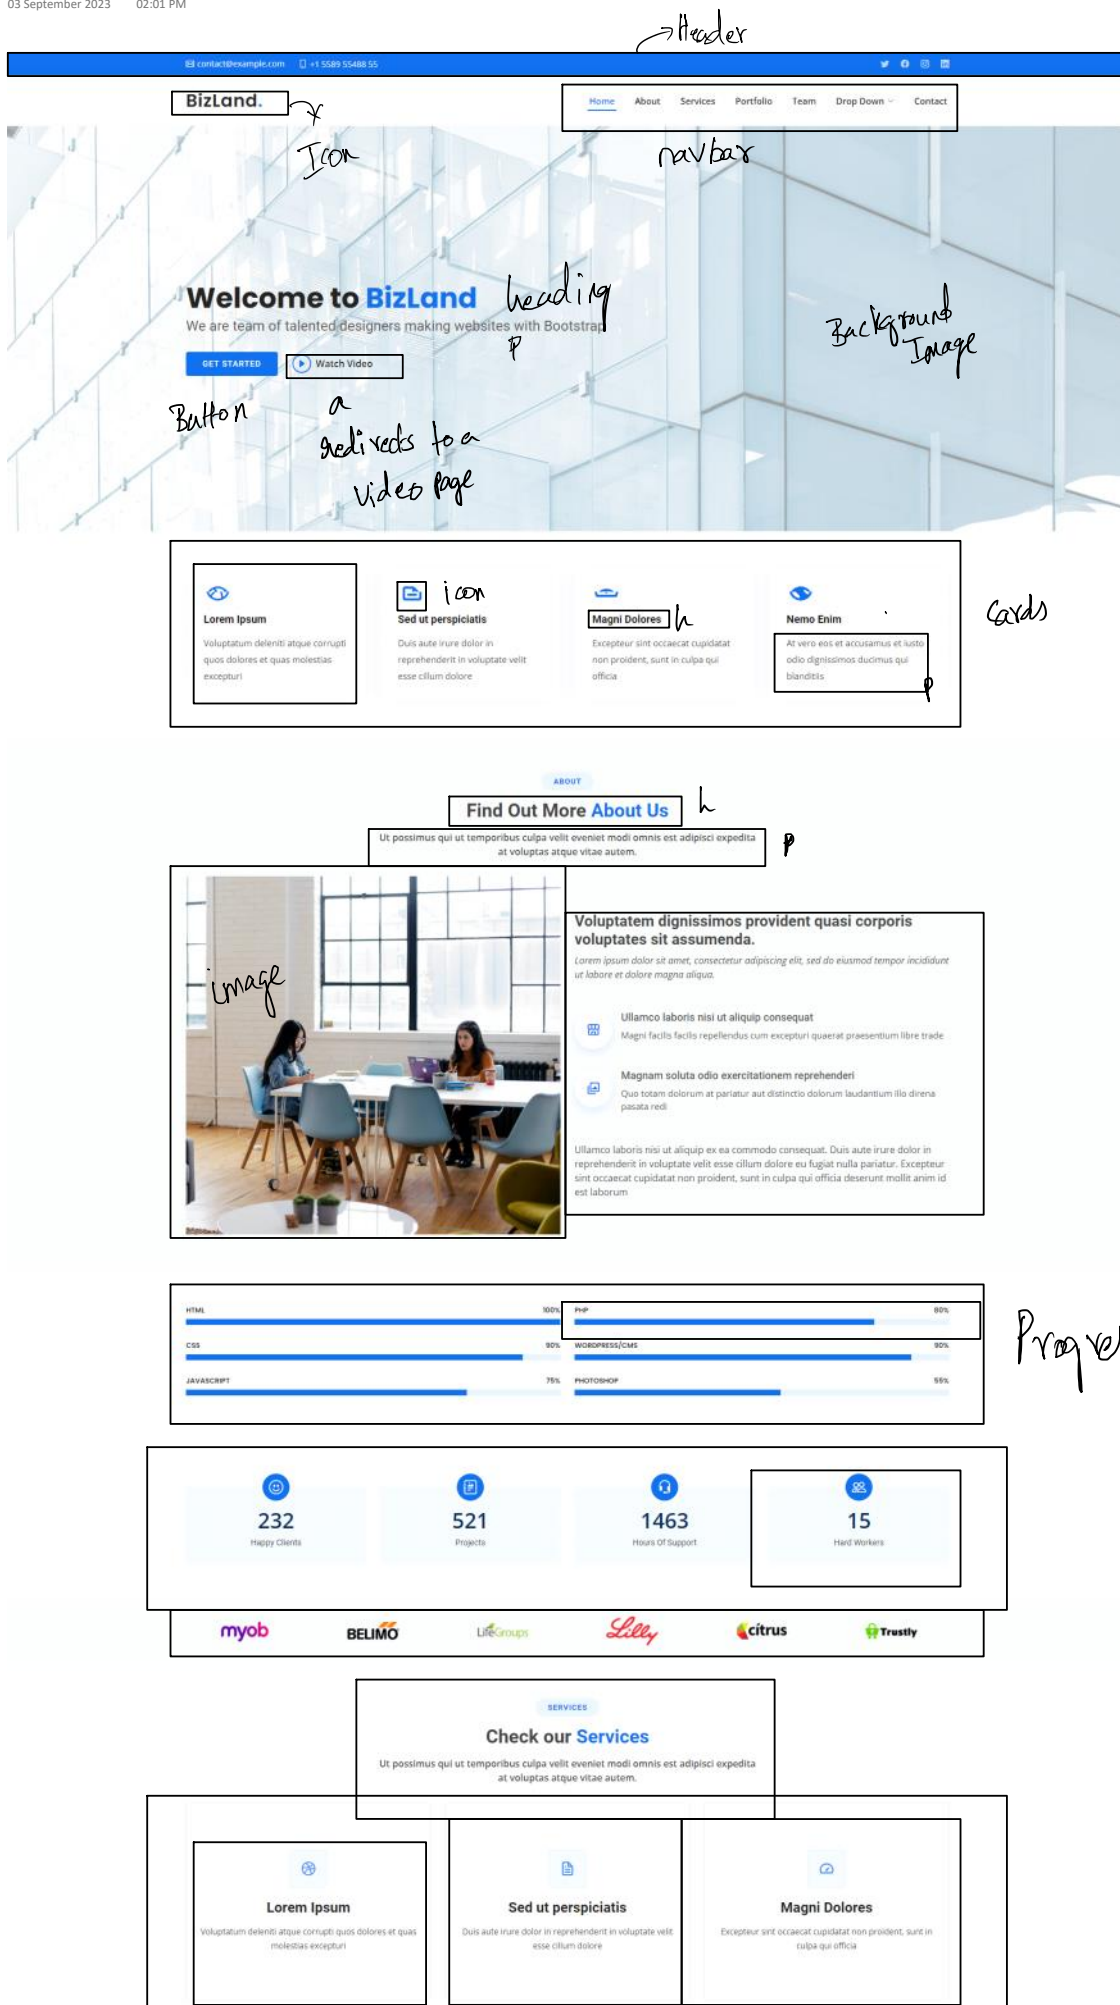 03 September 2023 02:01 PM
Header
contact@example.com +1 5589 55488 55
BizLand.
Home About Services Portfolio Team Drop Down Contact
Icon
navbar
Welcome to BizLand
heading
We are team of talented designers making websites with Bootstrap
p
Background
Image
GET STARTED
Watch Video
Button
a
redirects to a
video page
icon
Lorem Ipsum
Voluptatum deleniti atque corrupti
quos dolores et quas molestias
excepturi
Sed ut perspiciatis
Duis aute irure dolor in
reprehenderit in voluptate velit
esse cillum dolore
Magni Dolores
h
Excepteur sint occaecat cupidatat
non proident, sunt in culpa qui
officia
Nemo Enim
At vero eos et accusamus et iusto
odio dignissimos ducimus qui
blanditiis
p
Cards
ABOUT
Find Out More About Us
h
Ut possimus qui ut temporibus culpa velit eveniet modi omnis est adipisci expedita
at voluptas atque vitae autem.
p
image
Voluptatem dignissimos provident quasi corporis
voluptates sit assumenda.
Lorem ipsum dolor sit amet, consectetur adipiscing elit, sed do eiusmod tempor incididunt
ut labore et dolore magna aliqua.
Ullamco laboris nisi ut aliquip consequat
Magni facilis facilis repellendus cum excepturi quaerat praesentium libre trade
Magnam soluta odio exercitationem reprehenderi
Quo totam dolorum at pariatur aut distinctio dolorum laudantium illo direna
pasata redi
Ullamco laboris nisi ut aliquip ex ea commodo consequat. Duis aute irure dolor in
reprehenderit in voluptate velit esse cillum dolore eu fugiat nulla pariatur. Excepteur
sint occaecat cupidatat non proident, sunt in culpa qui officia deserunt mollit anim id
est laborum
HTML 100%
PHP 80%
CSS 90%
WORDPRESS/CMS 90%
JAVASCRIPT 75%
PHOTOSHOP 55%
232
Happy Clients
521
Projects
1463
Hours Of Support
15
Hard Workers
myob BELIMO LifeGroups Lilly citrus Trustly
SERVICES
Check our Services
Ut possimus qui ut temporibus culpa velit eveniet modi omnis est adipisci expedita
at voluptas atque vitae autem.
Lorem Ipsum
Voluptatum deleniti atque corrupti quos dolores et quas
molestias excepturi
Sed ut perspiciatis
Duis aute irure dolor in reprehenderit in voluptate velit
esse cillum dolore
Magni Dolores
Excepteur sint occaecat cupidatat non proident, sunt in
culpa qui officia